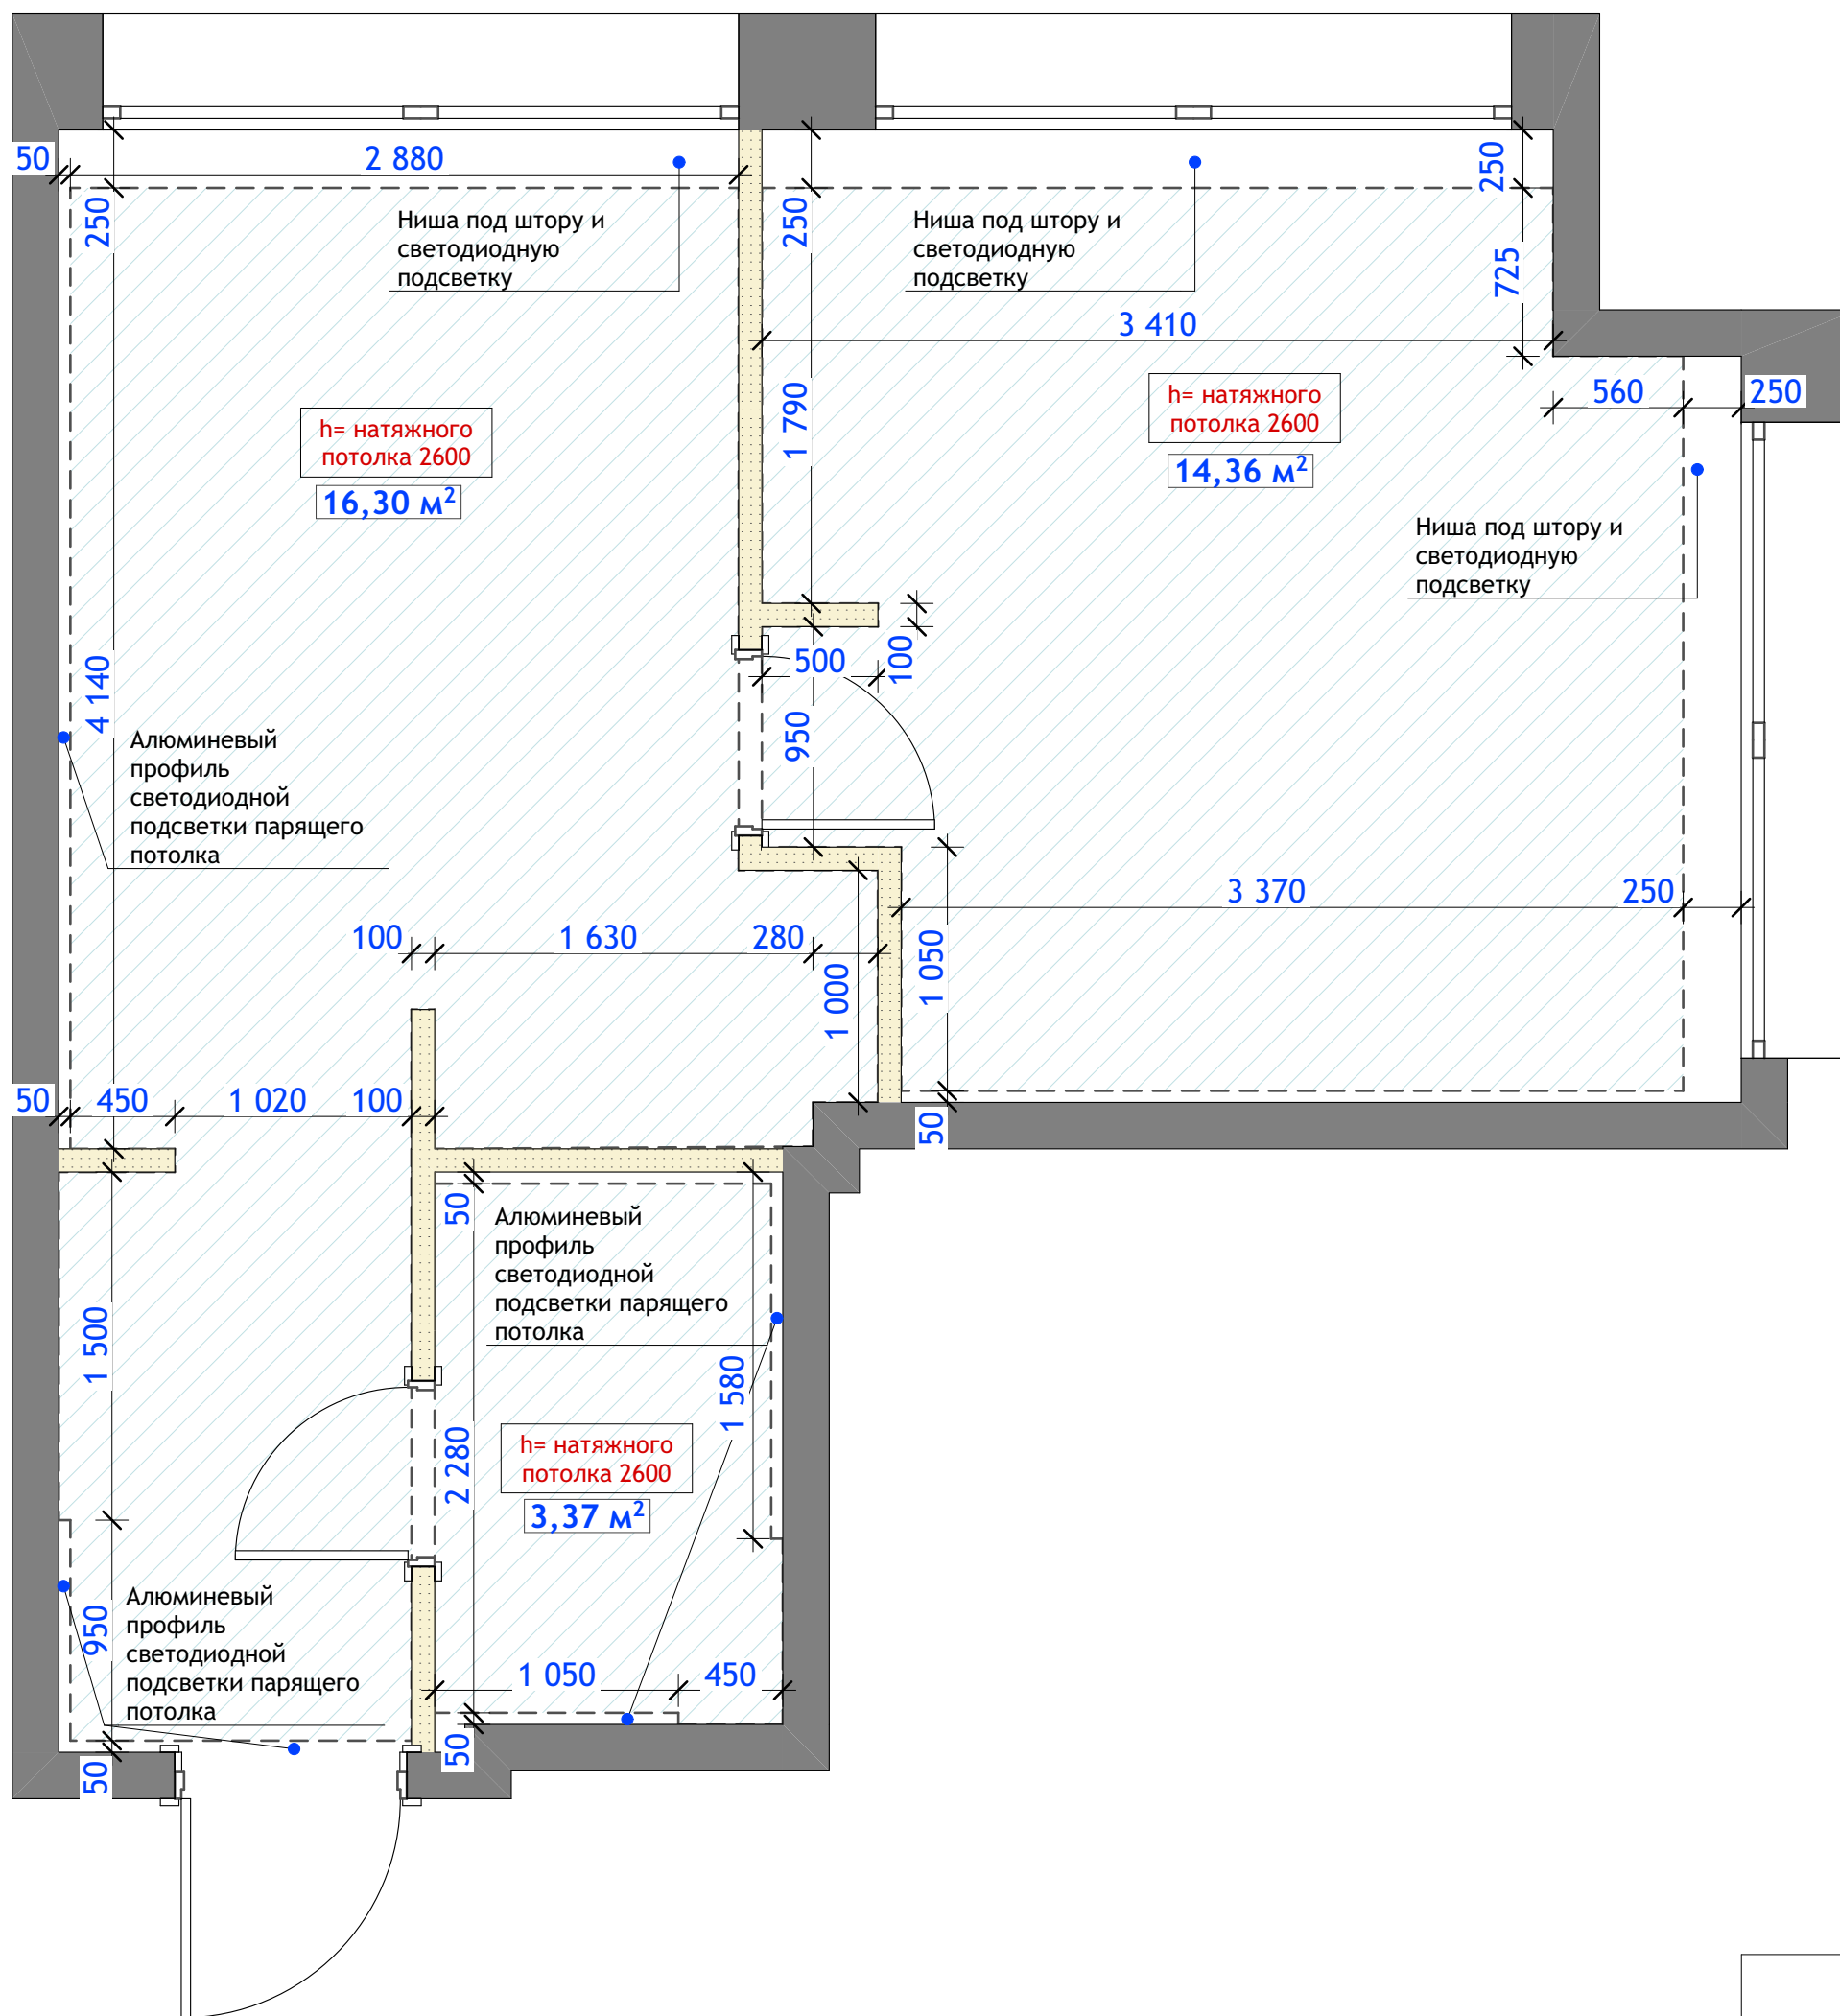 50
2 880
250
250
250
Ниша под штору и
светодиодную
подсветку
Ниша под штору и
светодиодную
подсветку
725
3 410
560
250
h= натяжного
потолка 2600
16,30 м²
1 790
h= натяжного
потолка 2600
14,36 м²
Ниша под штору и
светодиодную
подсветку
4 140
500
100
950
Алюминевый
профиль
светодиодной
подсветки парящего
потолка
3 370
250
100
1 630
280
1 000
1 050
50
450
1 020
100
50
50
Алюминевый
профиль
светодиодной
подсветки парящего
потолка
1 500
1 580
2 280
h= натяжного
потолка 2600
3,37 м²
950
Алюминевый
профиль
светодиодной
подсветки парящего
потолка
1 050
450
50
50